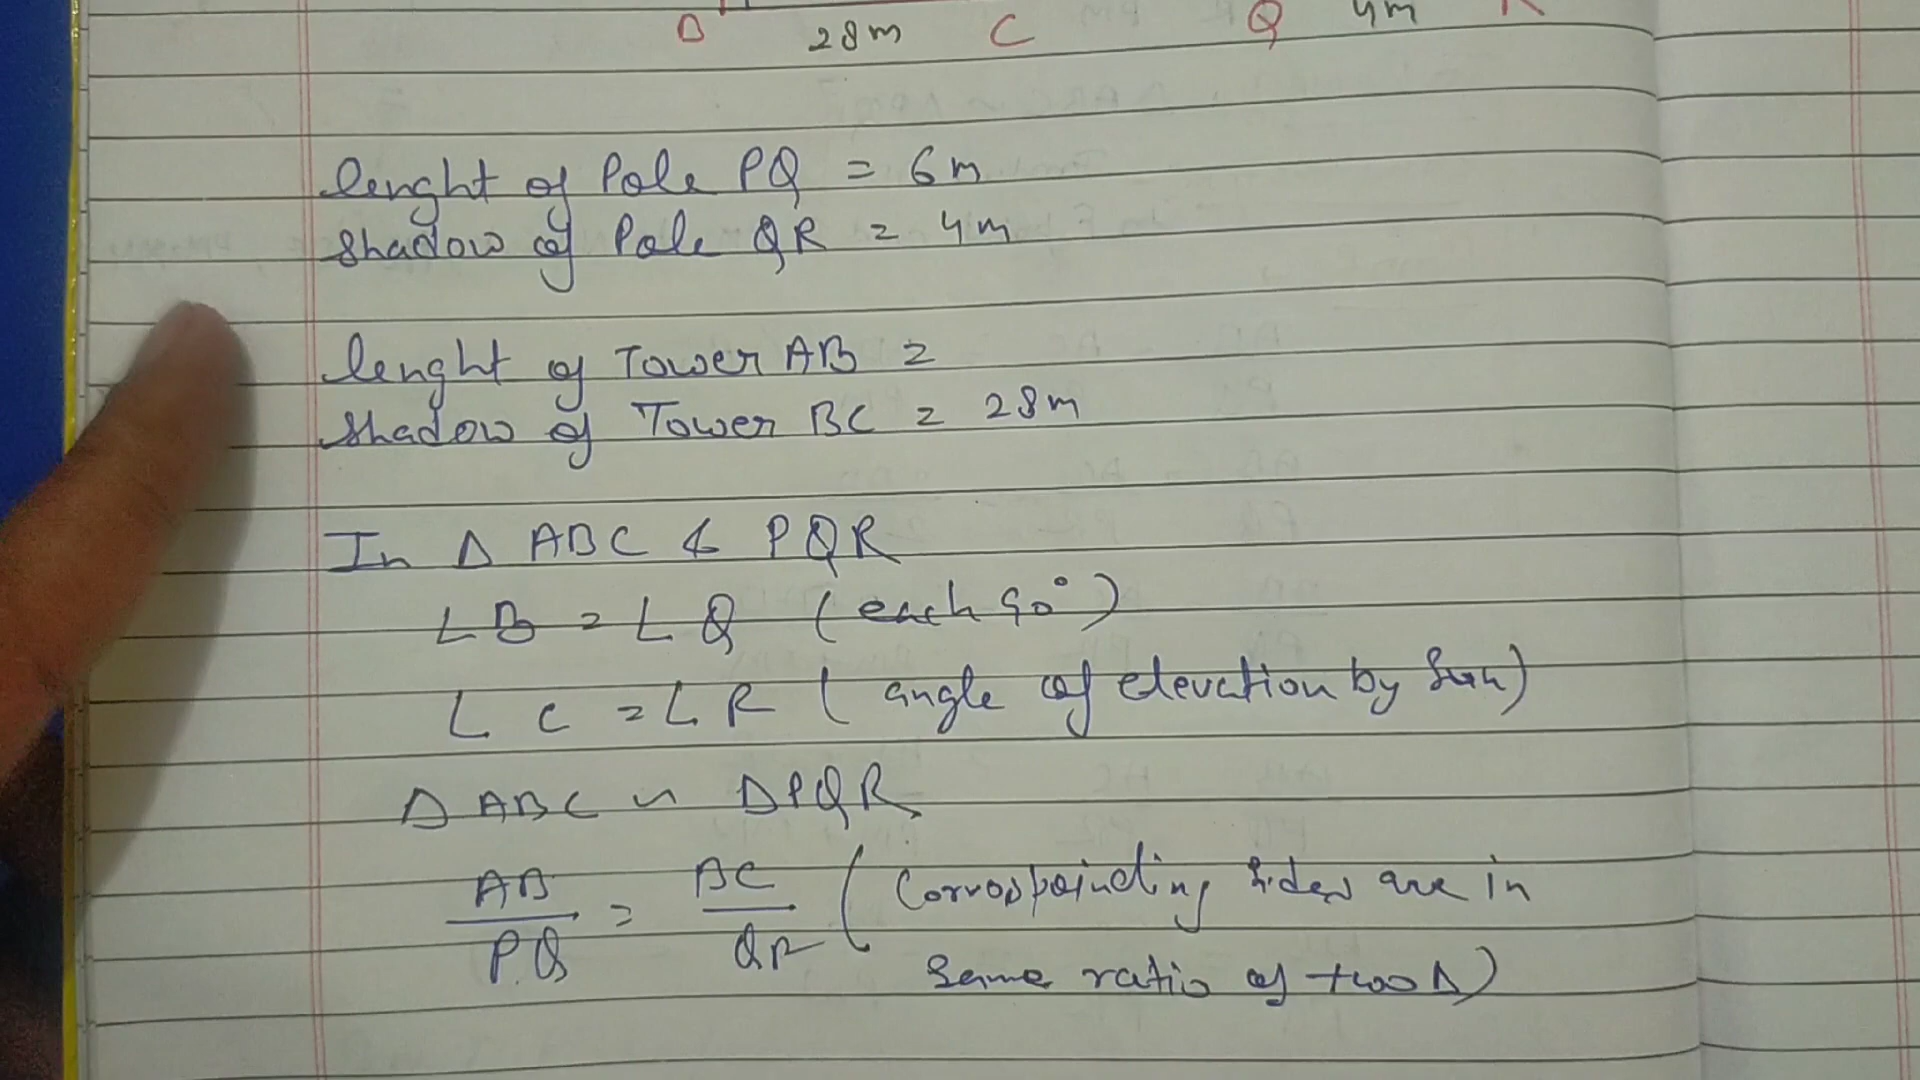 B 28m C Q 4m R
lenght of Pole PQ = 6m
Shadow of Pole QR = 4m
lenght of Tower AB =
Shadow of Tower BC = 28m
In Δ ABC & PQR
∠B = ∠Q (each 90°)
∠C = ∠R (angle of elevation by Sun)
Δ ABC ~ ΔPQR
AB/PQ = BC/QR (Corrospoinding sides are in
Same ratio of two Δ)